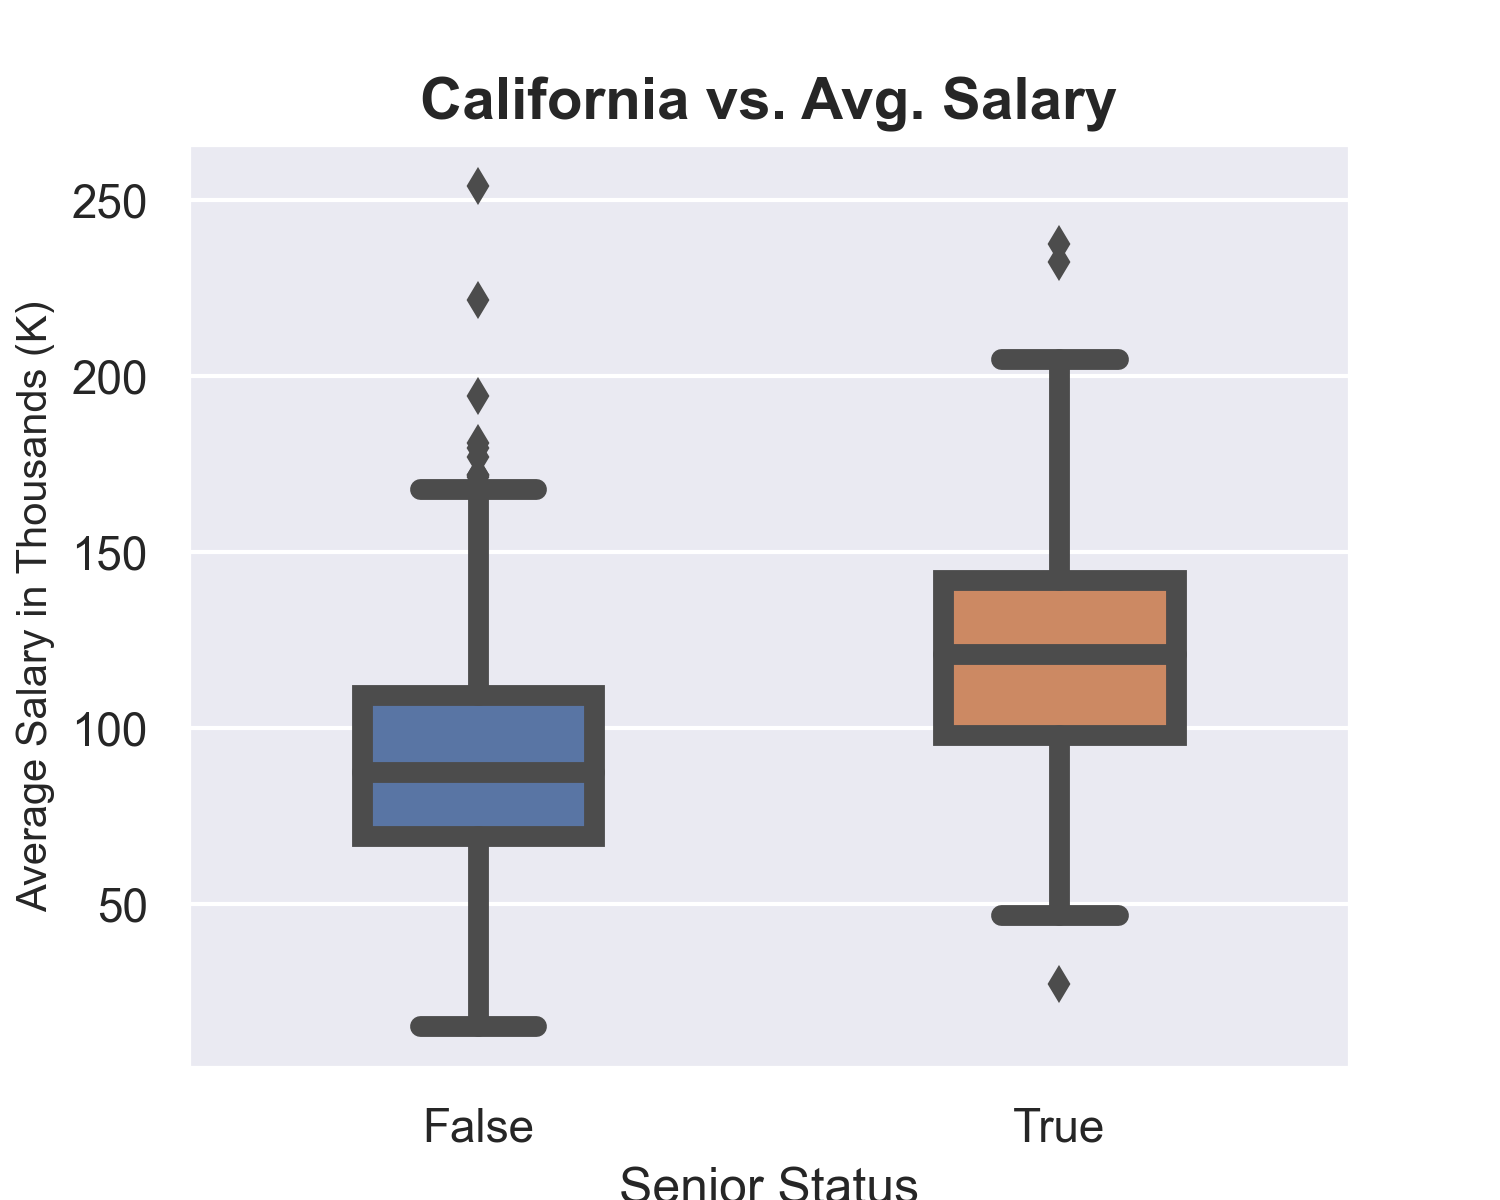 California vs. Avg. Salary
Average Salary in Thousands (K)
250
200
150
100
50
False
True
Senior Status